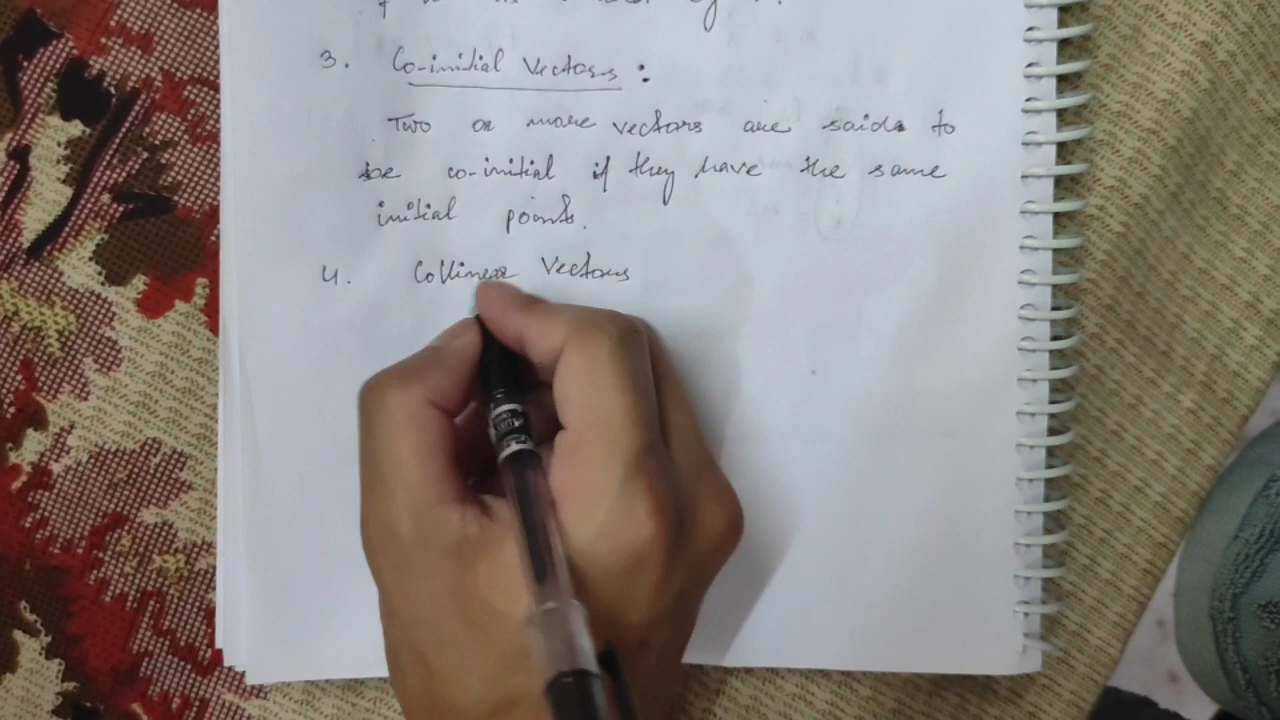 3. Co-initial Vectors :
Two or more vectors are said to
be co-initial if they have the same
initial points.
4. Collinear Vectors